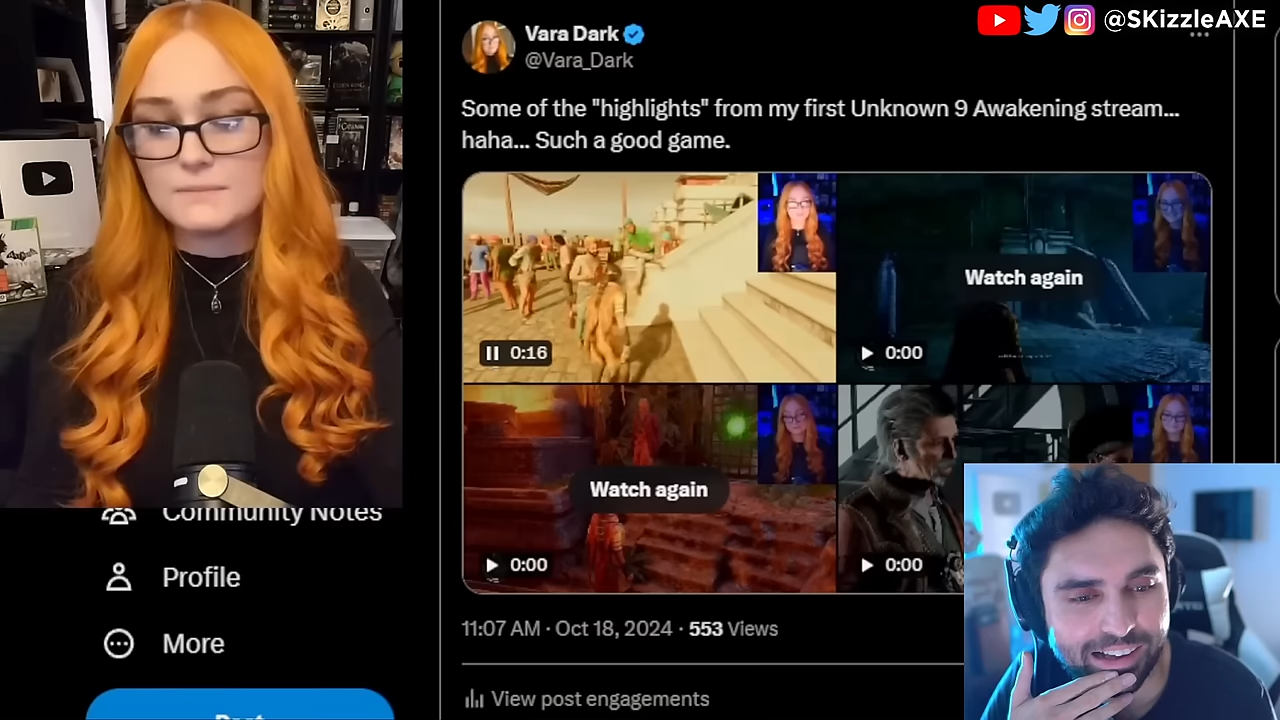 @SKizzleAXE
Vara Dark
@Vara_Dark
Some of the "highlights" from my first Unknown 9 Awakening stream...
haha... Such a good game.
Watch again
0:16
0:00
Watch again
0:00
0:00
11:07 AM · Oct 18, 2024 · 553 Views
View post engagements
Community Notes
Profile
More
Post